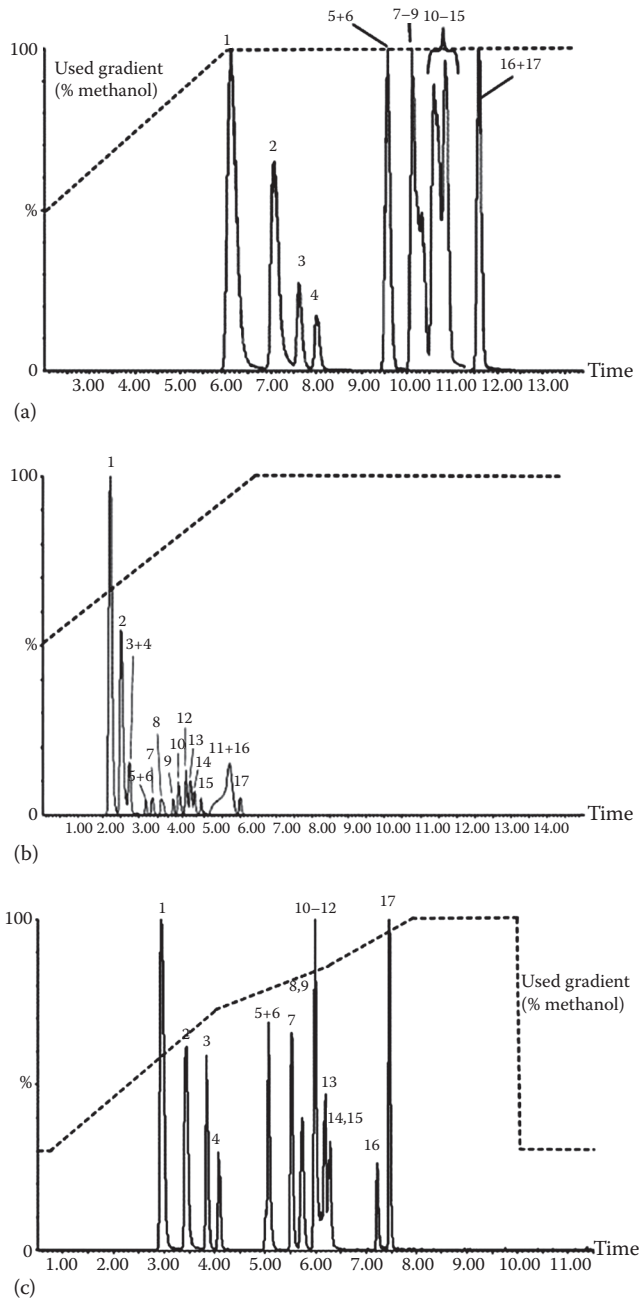 5+6 7–9 10–15
100 1 16+17
Used gradient
(% methanol)
2
%
3
4
0
3.00 4.00 5.00 6.00 7.00 8.00 9.00 10.00 11.00 12.00 13.00 Time
(a)
1
100
%
2
3+4
12
8 13 11+16
7 10 14
5+6 9 15 17
0
1.00 2.00 3.00 4.00 5.00 6.00 7.00 8.00 9.00 10.00 11.00 12.00 13.00 14.00 Time
(b)
1 10–12 17
100
Used gradient
(% methanol)
8,9
5+6 7
2 3
%
13
14,15
4 16
0
1.00 2.00 3.00 4.00 5.00 6.00 7.00 8.00 9.00 10.00 11.00 Time
(c)